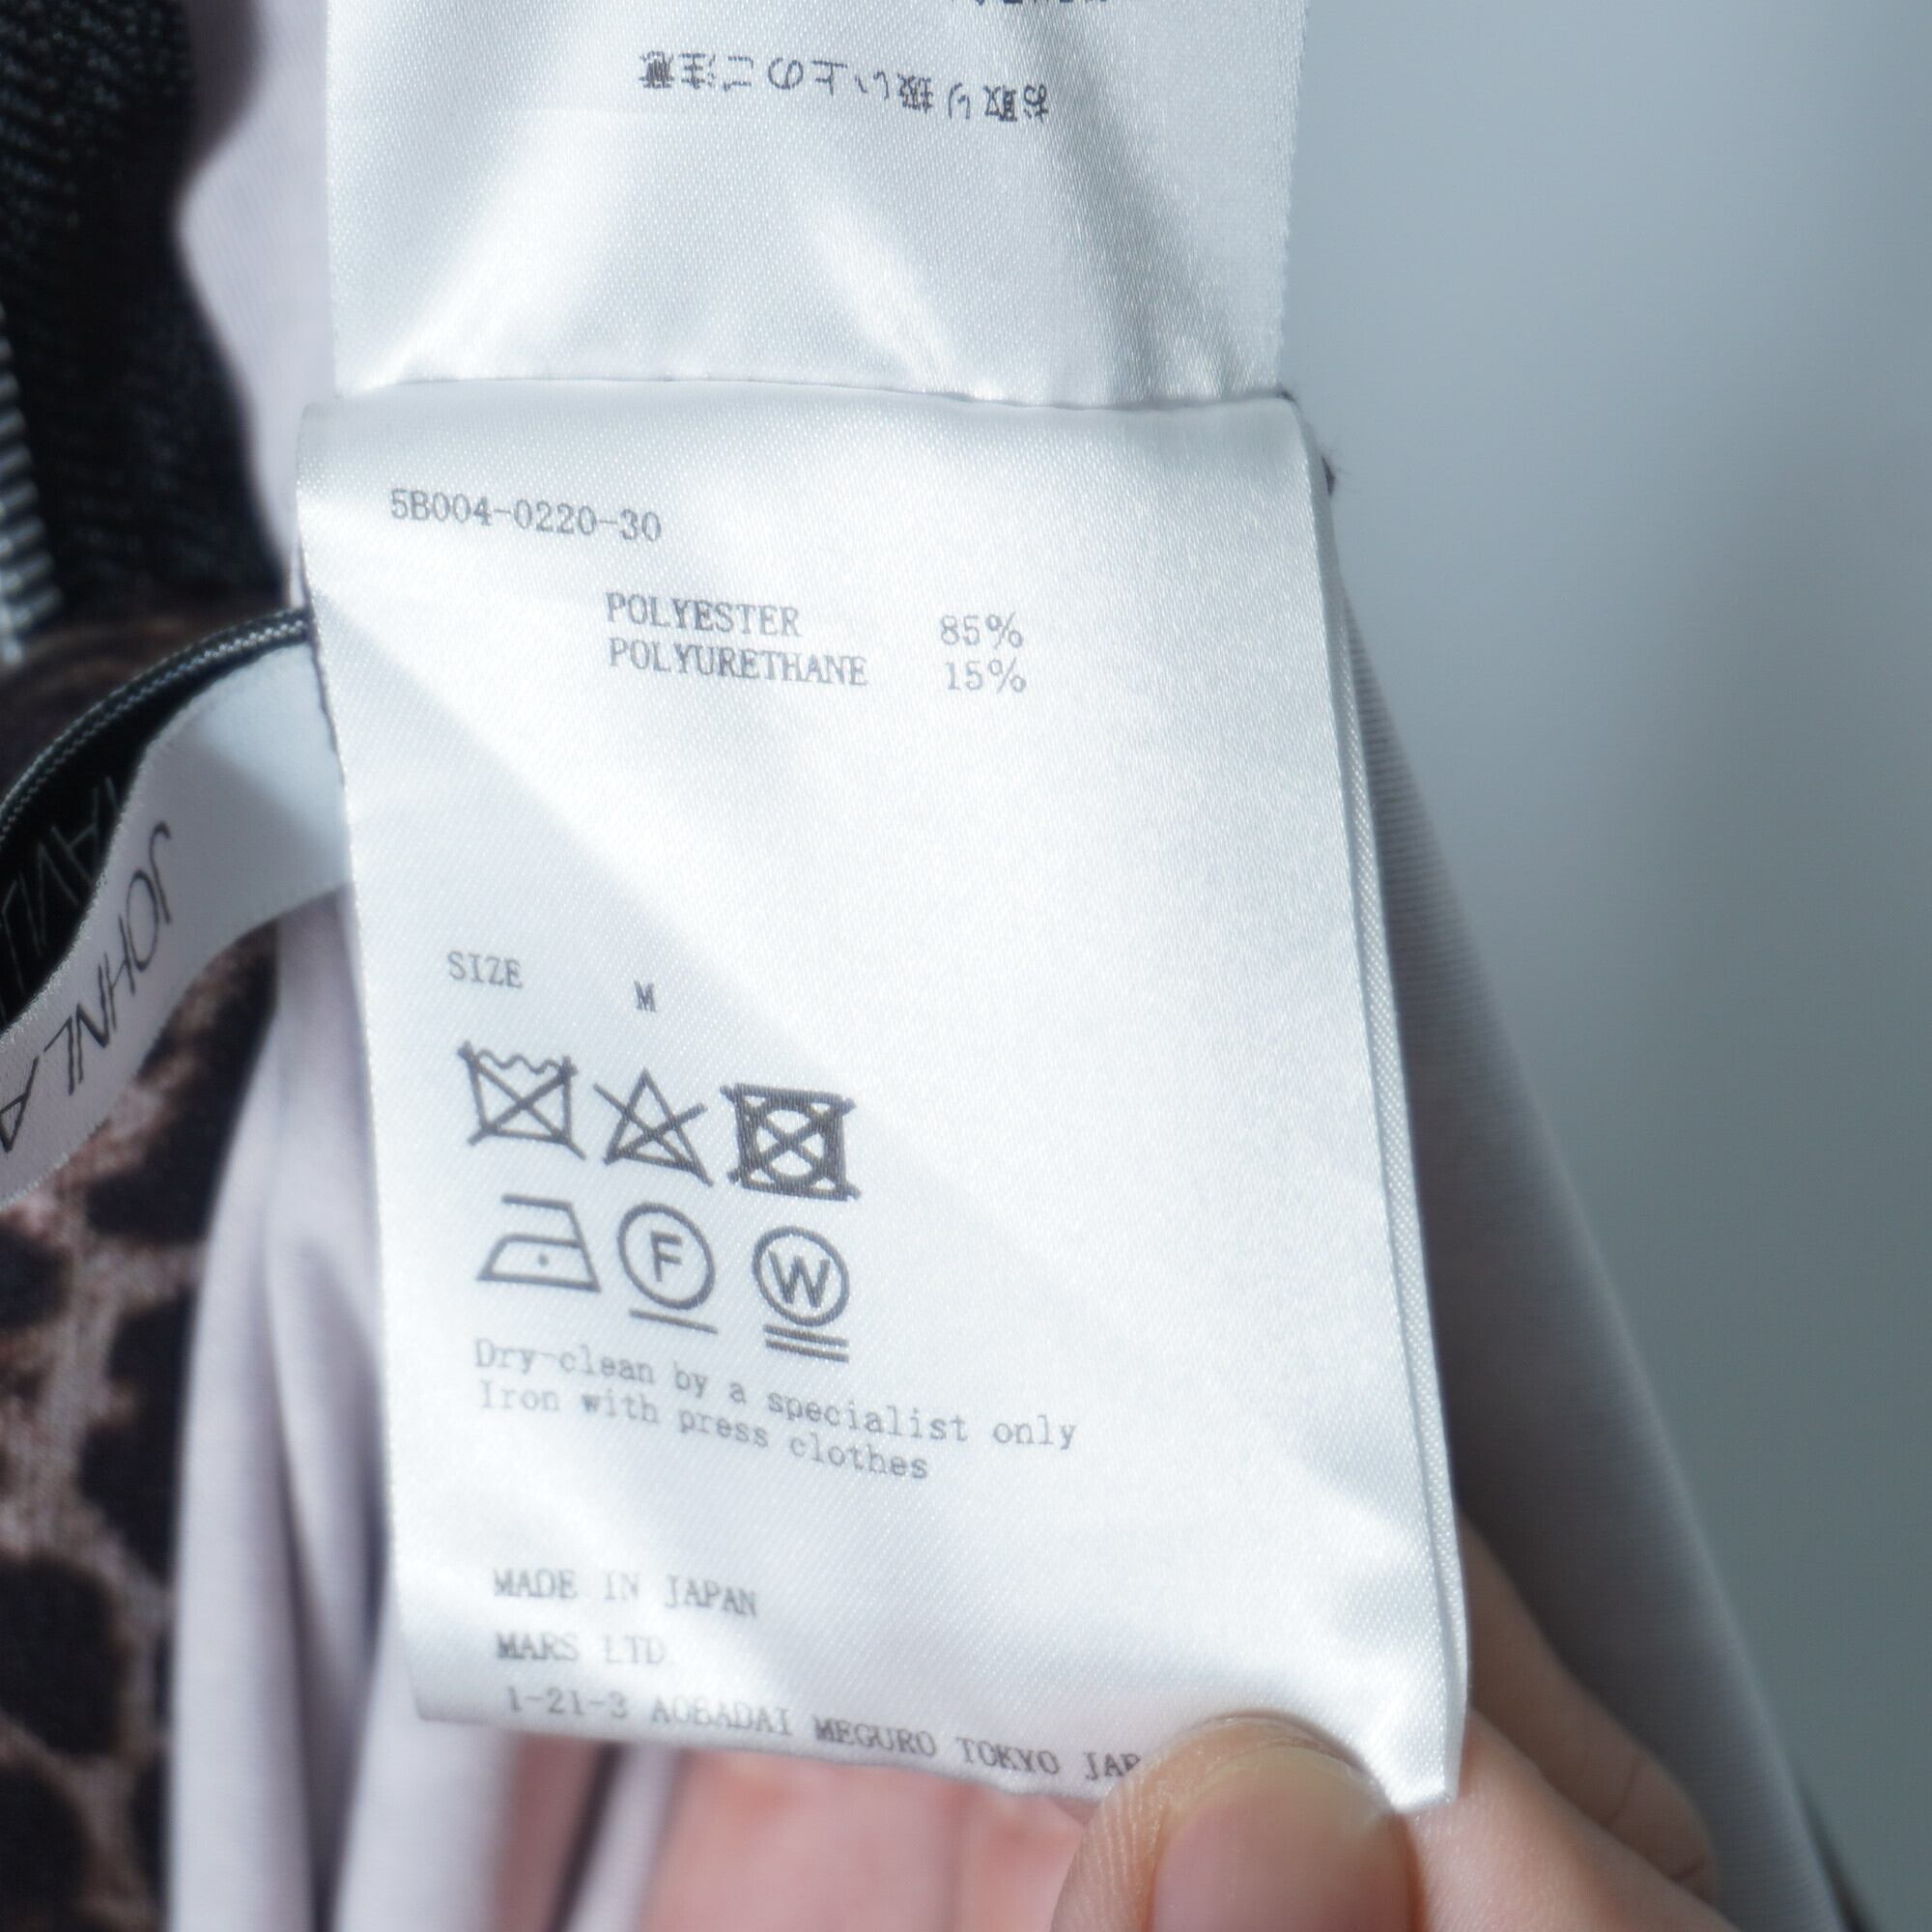 お取り扱い上のご注意
5B004-0220-30
POLYESTER 85%
POLYURETHANE 15%
SIZE M
F W
Dry-clean by a specialist only
Iron with press clothes
MADE IN JAPAN
MARS LTD.
1-21-3 AOBADAI MEGURO TOKYO JAP
JOHNLA